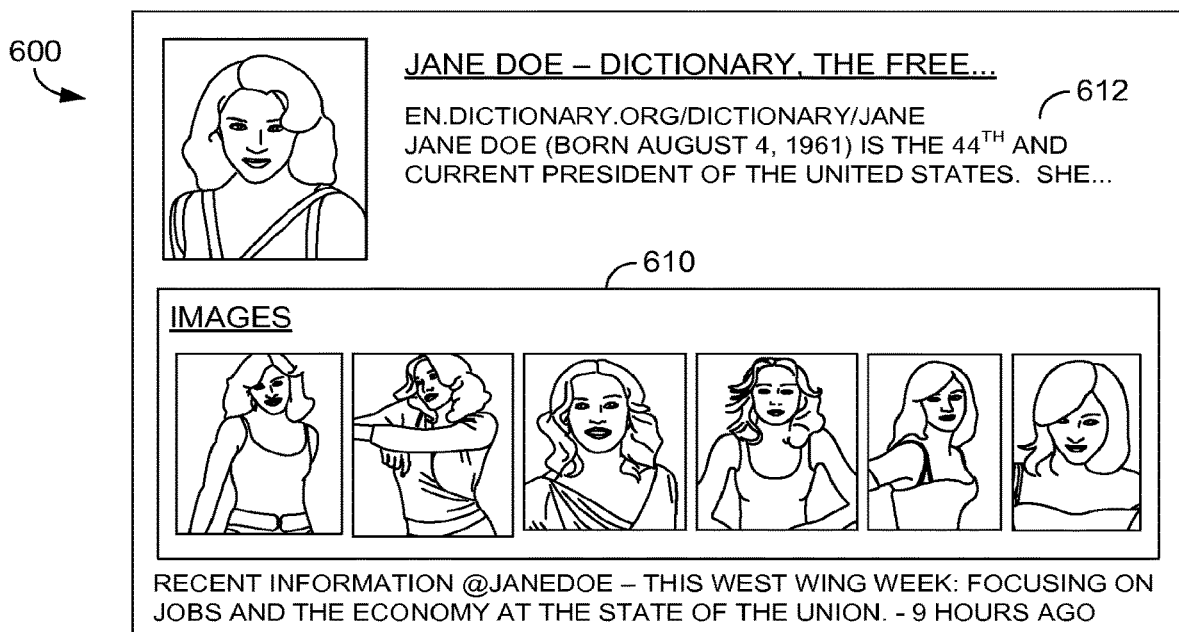 600
JANE DOE – DICTIONARY, THE FREE...
612
EN.DICTIONARY.ORG/DICTIONARY/JANE
JANE DOE (BORN AUGUST 4, 1961) IS THE 44TH AND
CURRENT PRESIDENT OF THE UNITED STATES.  SHE...
610
IMAGES
RECENT INFORMATION @JANEDOE – THIS WEST WING WEEK: FOCUSING ON
JOBS AND THE ECONOMY AT THE STATE OF THE UNION. - 9 HOURS AGO